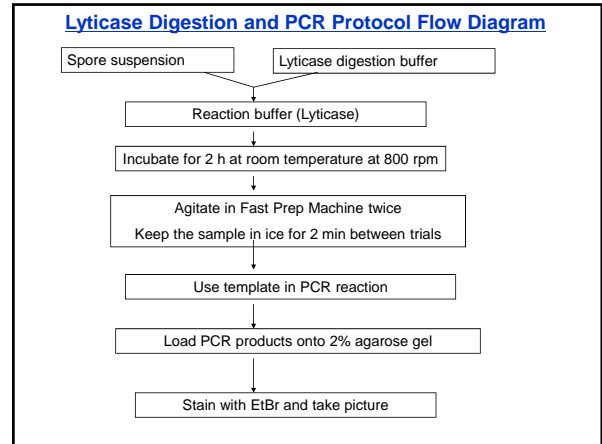 Lyticase Digestion and PCR Protocol Flow Diagram
Spore suspension
Lyticase digestion buffer
Reaction buffer (Lyticase)
Incubate for 2 h at room temperature at 800 rpm
Agitate in Fast Prep Machine twice
Keep the sample in ice for 2 min between trials
Use template in PCR reaction
Load PCR products onto 2% agarose gel
Stain with EtBr and take picture